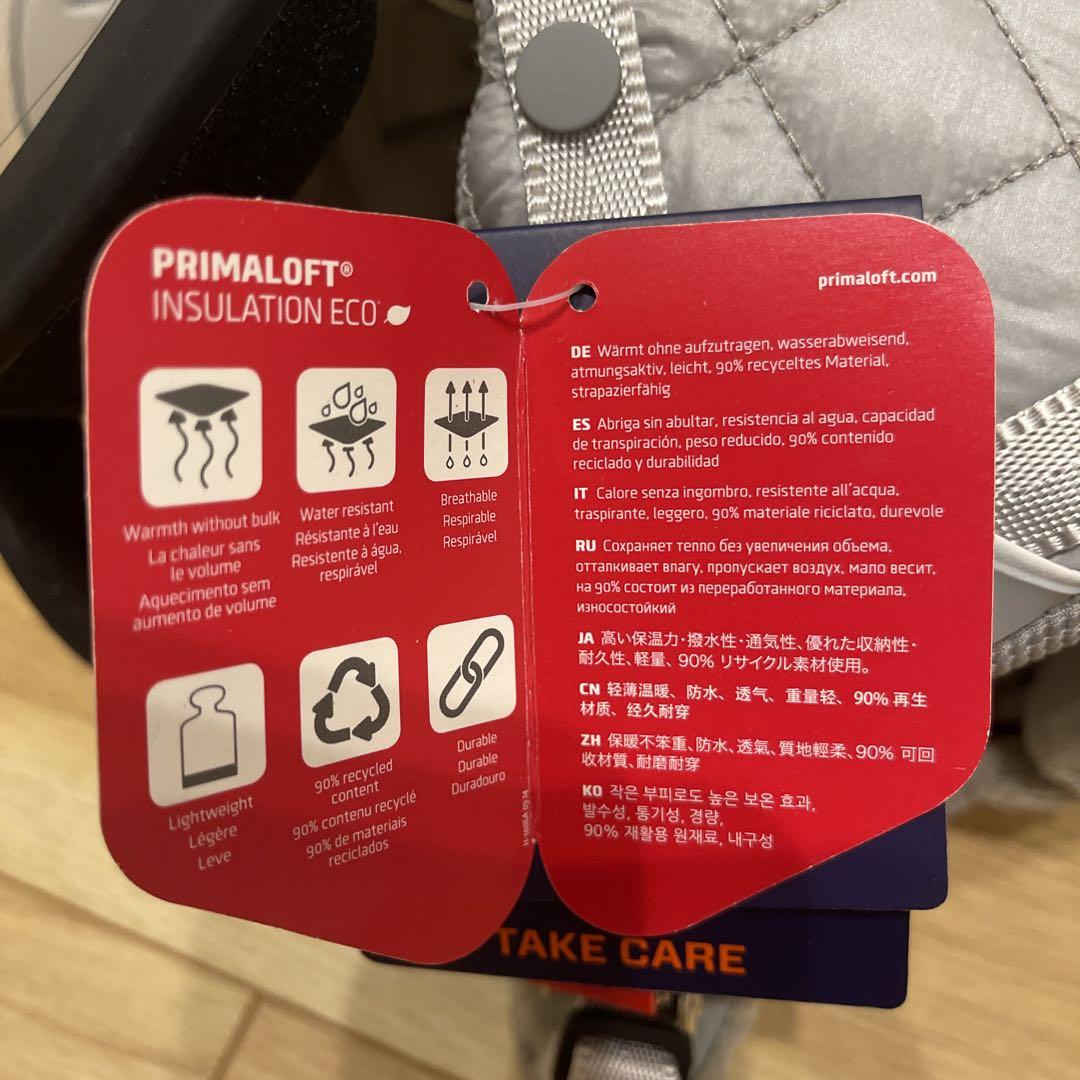 PRIMALOFT®
INSULATION ECO
Warmth without bulk
La chaleur sans
le volume
Aquecimento sem
aumento de volume
Water resistant
Résistante à l'eau
Resistente à água,
respirável
Breathable
Respirable
Respirável
Lightweight
Légère
Leve
90% recycled
content
90% contenu recyclé
90% de materiais
reciclados
Durable
Durable
Duradouro
primaloft.com
DE Wärmt ohne aufzutragen, wasserabweisend,
atmungsaktiv, leicht, 90% recyceltes Material,
strapazierfähig
ES Abriga sin abultar, resistencia al agua, capacidad
de transpiración, peso reducido, 90% contenido
reciclado y durabilidad
IT Calore senza ingombro, resistente all'acqua,
traspirante, leggero, 90% materiale riciclato, durevole
RU Сохраняет тепло без увеличения объема,
отталкивает влагу, пропускает воздух, мало весит,
на 90% состоит из переработанного материала,
износостойкий
JA 高い保温力・撥水性・通気性、優れた収納性・
耐久性、軽量、90% リサイクル素材使用。
CN 轻薄温暖、防水、透气、重量轻、90% 再生
材质、经久耐穿
ZH 保暖不笨重、防水、透氣、質地輕柔、90% 可回
收材質、耐磨耐穿
KO 작은 부피로도 높은 보온 효과,
발수성, 통기성, 경량,
90% 재활용 원재료, 내구성
TAKE CARE